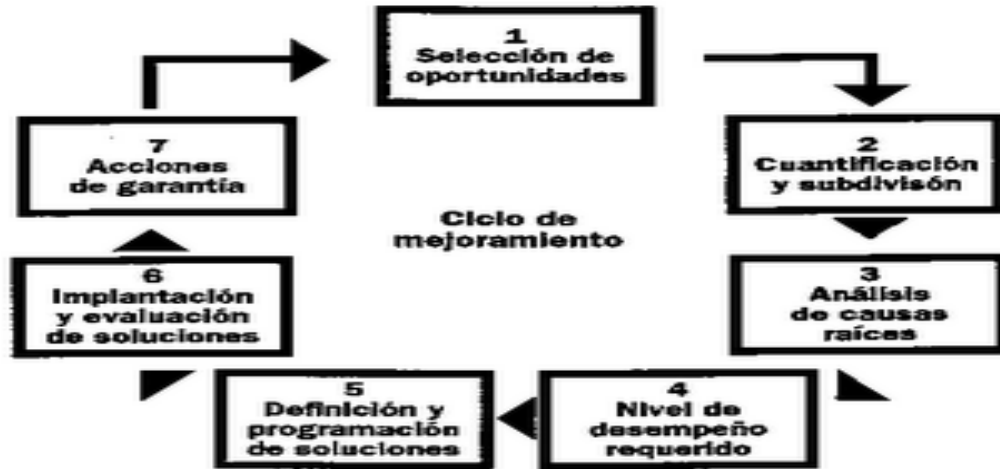 1
Selección de
oportunidades
2
Cuantificación
y subdivisón
3
Análisis
de causas
raíces
4
Nivel de
desempeño
requerido
5
Definición y
programación
de soluciones
6
Implantación
y evaluación
de soluciones
7
Acciones
de garantía
Ciclo de
mejoramiento